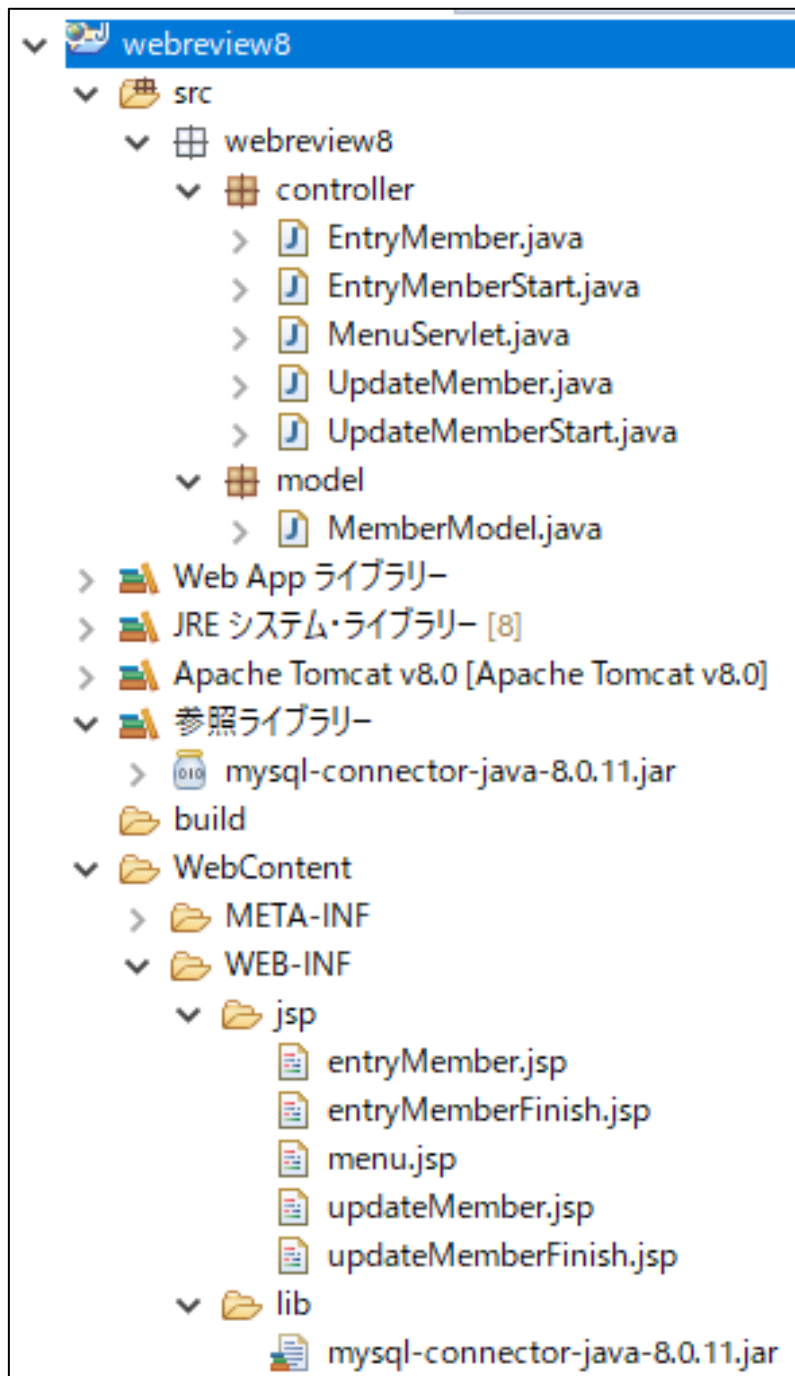 webreview8
src
webreview8
controller
EntryMember.java
EntryMenberStart.java
MenuServlet.java
UpdateMember.java
UpdateMemberStart.java
model
MemberModel.java
Web App ライブラリー
JRE システム・ライブラリー [8]
Apache Tomcat v8.0 [Apache Tomcat v8.0]
参照ライブラリー
mysql-connector-java-8.0.11.jar
build
WebContent
META-INF
WEB-INF
jsp
entryMember.jsp
entryMemberFinish.jsp
menu.jsp
updateMember.jsp
updateMemberFinish.jsp
lib
mysql-connector-java-8.0.11.jar